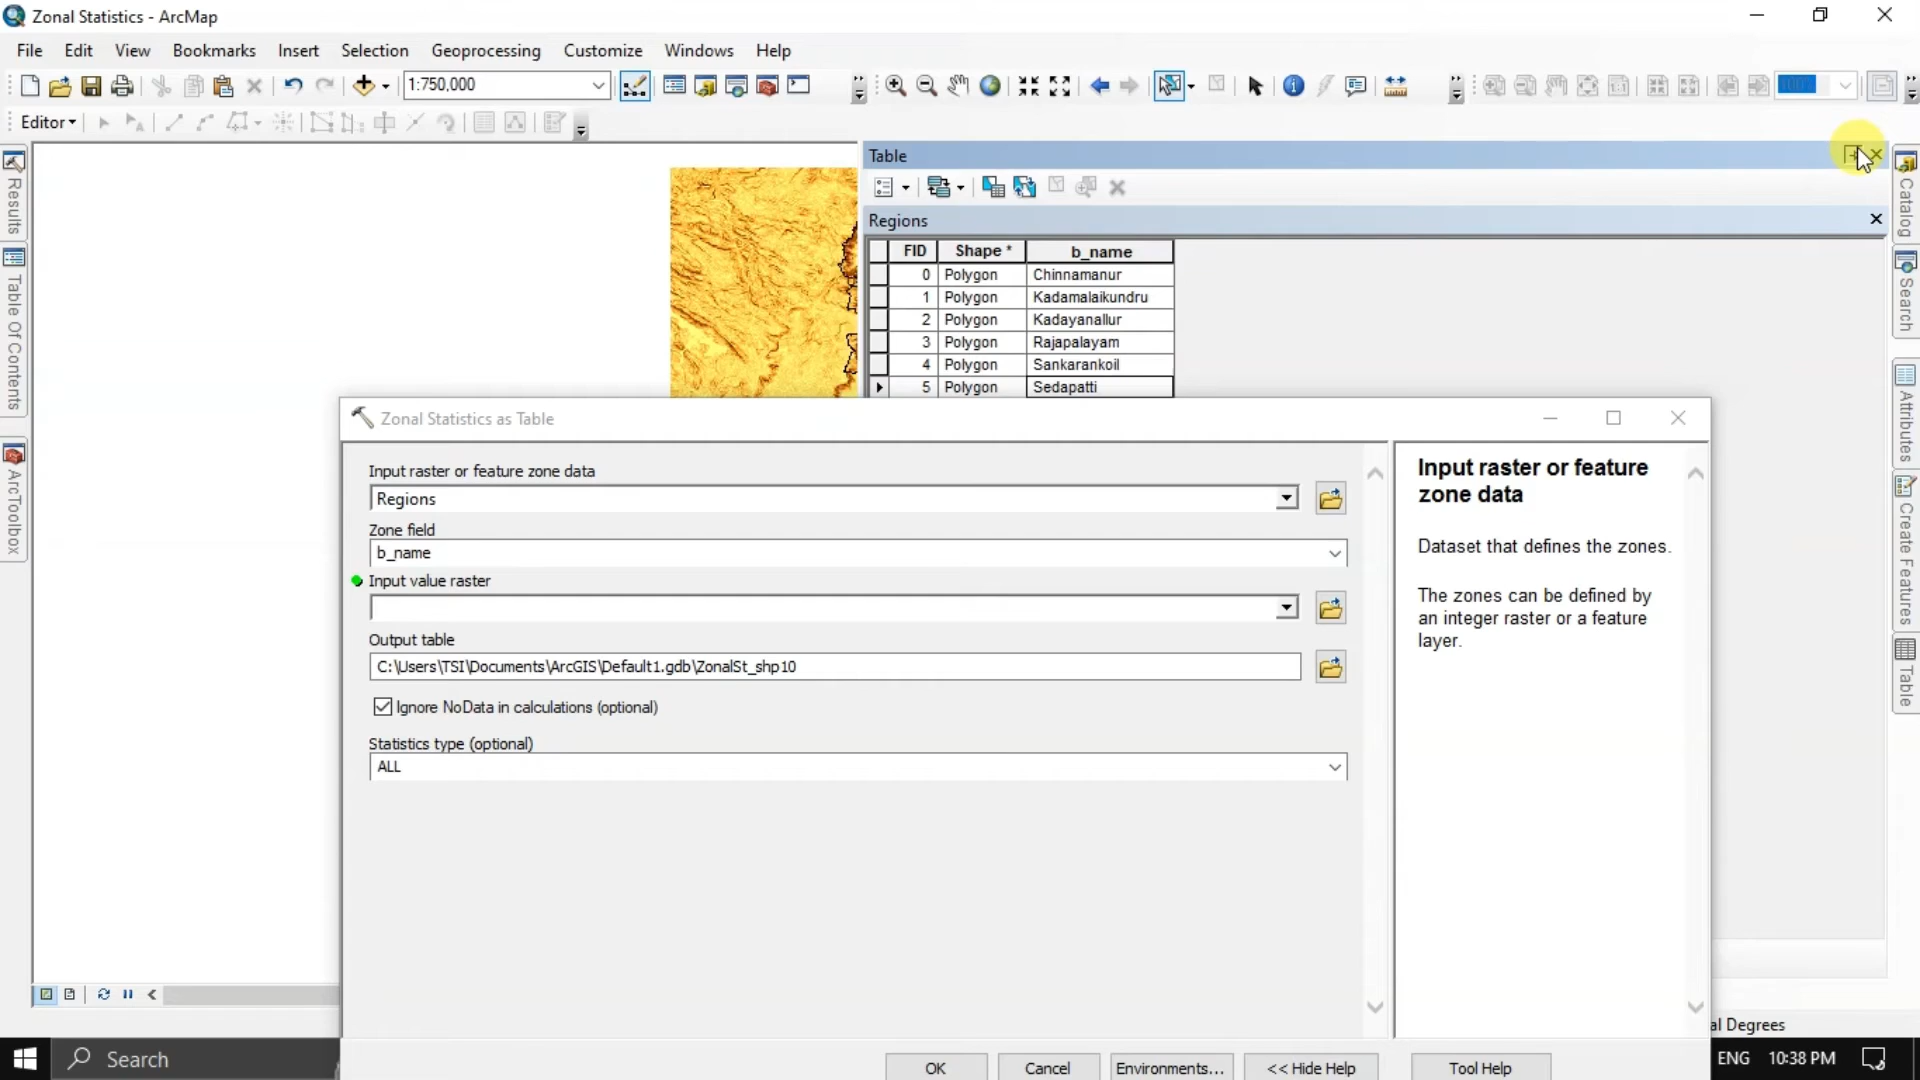 Zonal Statistics - ArcMap
File Edit View Bookmarks Insert Selection Geoprocessing Customize Windows Help
1:750,000
Editor
Results
Table Of Contents
ArcToolbox
Table
Regions
FID Shape * b_name
0 Polygon Chinnamanur
1 Polygon Kadamalaikundru
2 Polygon Kadayanallur
3 Polygon Rajapalayam
4 Polygon Sankarankoil
5 Polygon Sedapatti
Zonal Statistics as Table
Input raster or feature zone data
Regions
Zone field
b_name
Input value raster
Output table
C:\Users\TSI\Documents\ArcGIS\Default1.gdb\ZonalSt_shp10
Ignore NoData in calculations (optional)
Statistics type (optional)
ALL
OK Cancel Environments... << Hide Help Tool Help
Input raster or feature
zone data
Dataset that defines the zones.
The zones can be defined by
an integer raster or a feature
layer.
Catalog
Search
Attributes
Create Features
Table
al Degrees
Search
ENG 10:38 PM